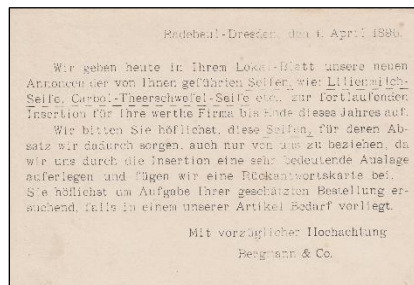 Radebeul-Dresden, den 1. April 1896.
Wir geben heute in Ihrem Lokal-Blatt unsere neuen
Annoncen der von Ihnen geführten Seifen, wie: Lilienmilch-
Seife, Carbol-Theerschwefel-Seife etc. zur fortlaufenden
Insertion für Ihre werthe Firma bis Ende dieses Jahres auf.
Wir bitten Sie höflichst, diese Seifen, für deren Ab-
satz wir dadurch sorgen, auch nur von uns zu beziehen, da
wir uns durch die Insertion eine sehr bedeutende Auslage
auferlegen und fügen wir eine Rückantwortskarte bei,
Sie höflichst um Aufgabe Ihrer geschätzten Bestellung er-
suchend, falls in einem unserer Artikel Bedarf vorliegt.
Mit vorzüglicher Hochachtung
Bergmann & Co.